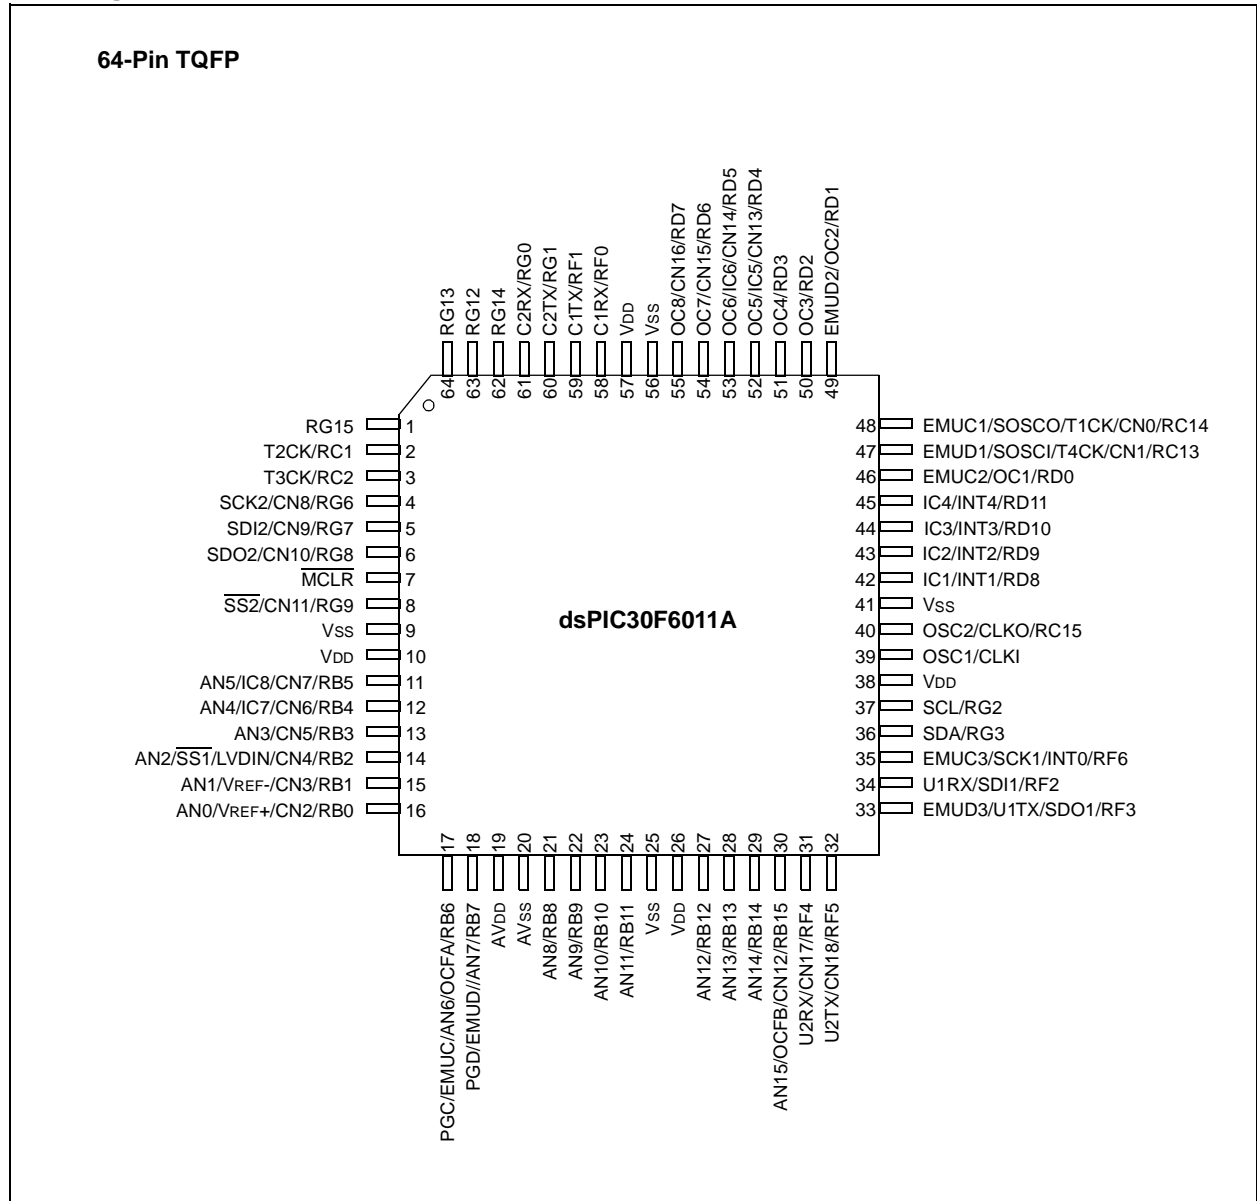 64-Pin TQFP
RG13
RG12
RG14
C2RX/RG0
C2TX/RG1
C1TX/RF1
C1RX/RF0
VDD
VSS
OC8/CN16/RD7
OC7/CN15/RD6
OC6/IC6/CN14/RD5
OC5/IC5/CN13/RD4
OC4/RD3
OC3/RD2
EMUD2/OC2/RD1
64 63 62 61 60 59 58 57 56 55 54 53 52 51 50 49
RG15 1
T2CK/RC1 2
T3CK/RC2 3
SCK2/CN8/RG6 4
SDI2/CN9/RG7 5
SDO2/CN10/RG8 6
MCLR 7
SS2/CN11/RG9 8
VSS 9
VDD 10
AN5/IC8/CN7/RB5 11
AN4/IC7/CN6/RB4 12
AN3/CN5/RB3 13
AN2/SS1/LVDIN/CN4/RB2 14
AN1/VREF-/CN3/RB1 15
AN0/VREF+/CN2/RB0 16
dsPIC30F6011A
48 EMUC1/SOSCO/T1CK/CN0/RC14
47 EMUD1/SOSCI/T4CK/CN1/RC13
46 EMUC2/OC1/RD0
45 IC4/INT4/RD11
44 IC3/INT3/RD10
43 IC2/INT2/RD9
42 IC1/INT1/RD8
41 VSS
40 OSC2/CLKO/RC15
39 OSC1/CLKI
38 VDD
37 SCL/RG2
36 SDA/RG3
35 EMUC3/SCK1/INT0/RF6
34 U1RX/SDI1/RF2
33 EMUD3/U1TX/SDO1/RF3
17 18 19 20 21 22 23 24 25 26 27 28 29 30 31 32
PGC/EMUC/AN6/OCFA/RB6
PGD/EMUD//AN7/RB7
AVDD
AVSS
AN8/RB8
AN9/RB9
AN10/RB10
AN11/RB11
VSS
VDD
AN12/RB12
AN13/RB13
AN14/RB14
AN15/OCFB/CN12/RB15
U2RX/CN17/RF4
U2TX/CN18/RF5